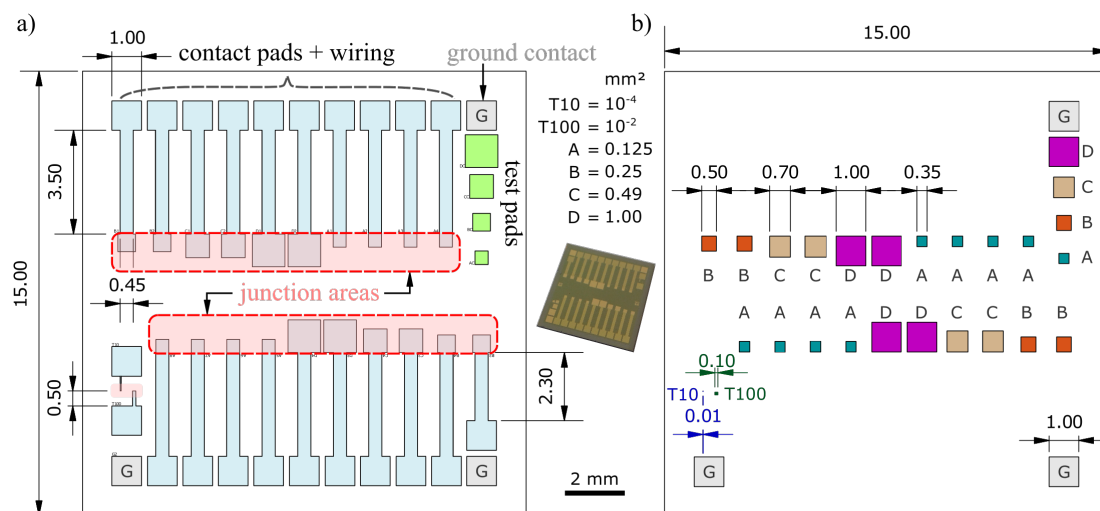 a)
1.00
contact pads + wiring
ground contact
G
3.50
test pads
15.00
0.45
junction areas
0.50
2.30
T10
T100
G
G
mm²
T10 = 10⁻⁴
T100 = 10⁻²
A = 0.125
B = 0.25
C = 0.49
D = 1.00
2 mm
b)
15.00
G
D
C
B
A
0.50 0.70 1.00 0.35
B B C C D D A A A A
A A A A D D C C B B
0.10
T10 T100
0.01
1.00
G
G